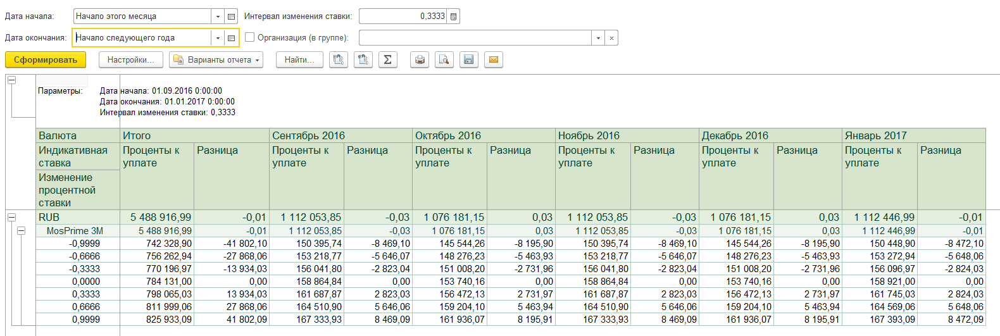 Дата начала: Начало этого месяца Интервал изменения ставки: 0,3333
Дата окончания: Начало следующего года Организация (в группе):
Сформировать Настройки... Варианты отчета Найти...
Параметры: Дата начала: 01.09.2016 0:00:00
Дата окончания: 01.01.2017 0:00:00
Интервал изменения ставки: 0,3333
Валюта Итого Сентябрь 2016 Октябрь 2016 Ноябрь 2016 Декабрь 2016 Январь 2017
Индикативная Проценты к Разница Проценты к Разница Проценты к Разница Проценты к Разница Проценты к Разница Проценты к Разница
ставка уплате уплате уплате уплате уплате уплате
Изменение
процентной
ставки
RUB 5 488 916,99 -0,01 1 112 053,85 -0,03 1 076 181,15 0,03 1 112 053,85 -0,03 1 076 181,15 0,03 1 112 446,99 -0,01
MosPrime 3M 5 488 916,99 -0,01 1 112 053,85 -0,03 1 076 181,15 0,03 1 112 053,85 -0,03 1 076 181,15 0,03 1 112 446,99 -0,01
-0,9999 742 328,90 -41 802,10 150 395,74 -8 469,10 145 544,26 -8 195,90 150 395,74 -8 469,10 145 544,26 -8 195,90 150 448,90 -8 472,10
-0,6666 756 262,94 -27 868,06 153 218,77 -5 646,07 148 276,23 -5 463,93 153 218,77 -5 646,07 148 276,23 -5 463,93 153 272,94 -5 648,06
-0,3333 770 196,97 -13 934,03 156 041,80 -2 823,04 151 008,20 -2 731,96 156 041,80 -2 823,04 151 008,20 -2 731,96 156 096,97 -2 824,03
0,0000 784 131,00 0,00 158 864,84 0,00 153 740,16 0,00 158 864,84 0,00 153 740,16 0,00 158 921,00 0,00
0,3333 798 065,03 13 934,03 161 687,87 2 823,03 156 472,13 2 731,97 161 687,87 2 823,03 156 472,13 2 731,97 161 745,03 2 824,03
0,6666 811 999,06 27 868,06 164 510,90 5 646,06 159 204,10 5 463,94 164 510,90 5 646,06 159 204,10 5 463,94 164 569,06 5 648,06
0,9999 825 933,09 41 802,09 167 333,93 8 469,09 161 936,07 8 195,91 167 333,93 8 469,09 161 936,07 8 195,91 167 393,09 8 472,09